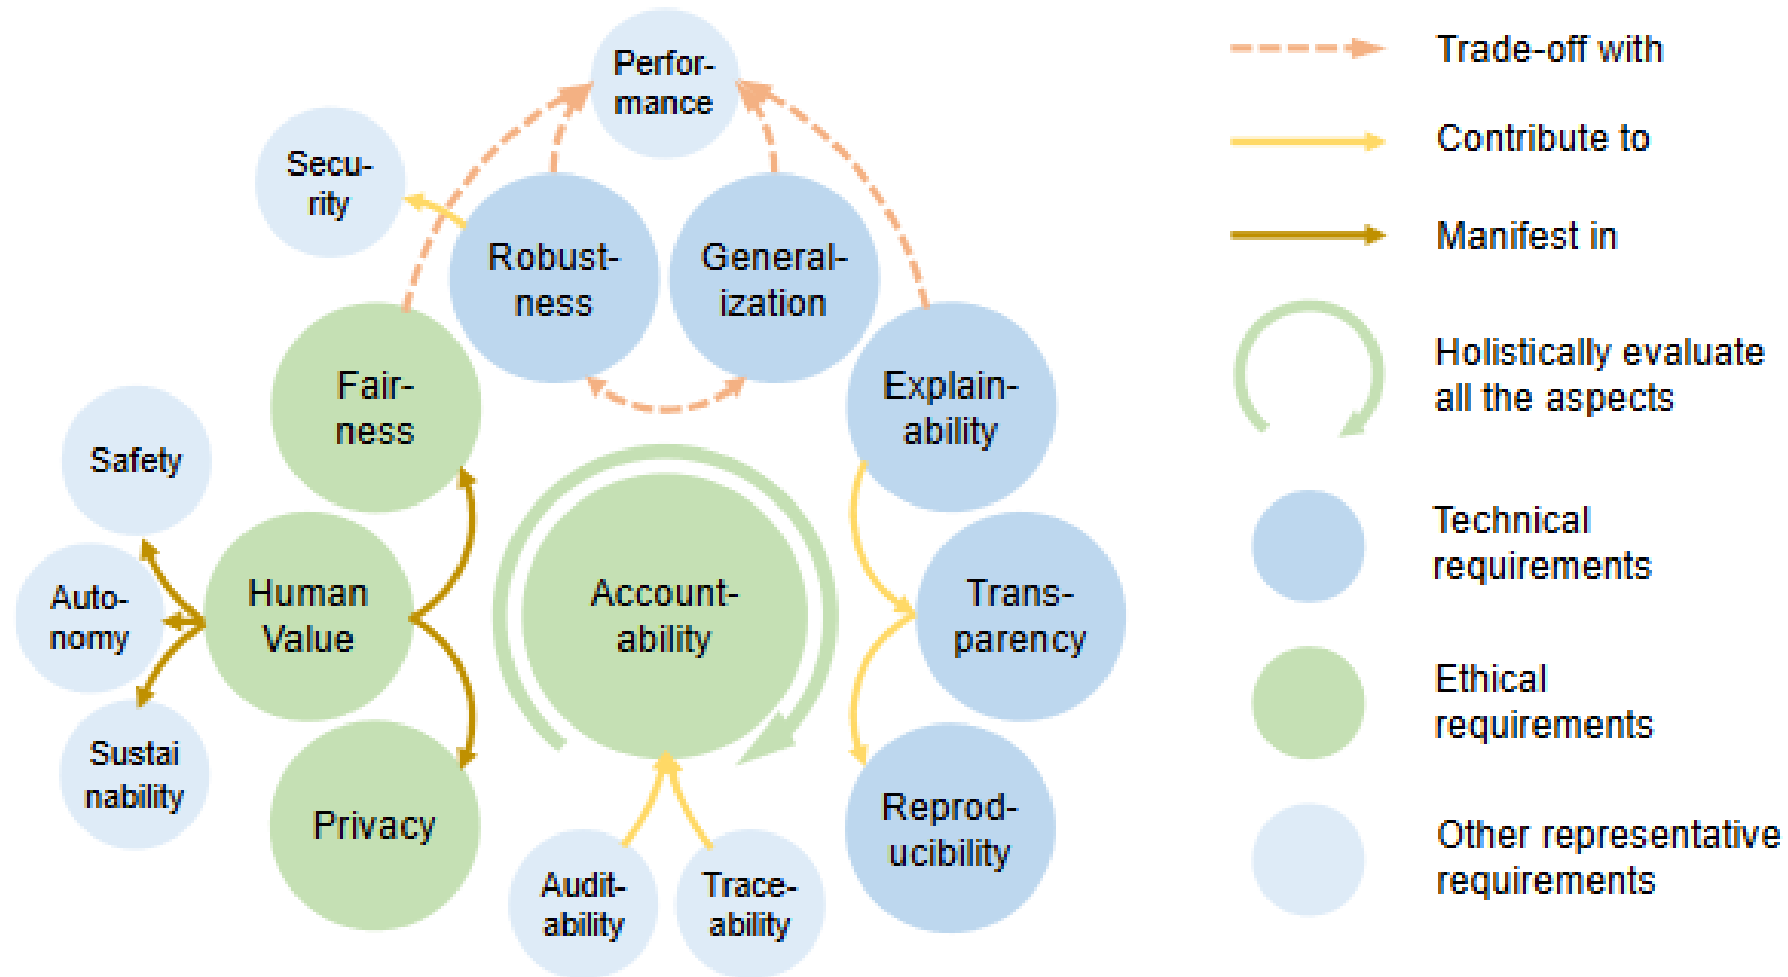 Perfor-
mance
Secu-
rity
Robust-
ness
General-
ization
Fair-
ness
Explain-
ability
Safety
Auto-
nomy
Human
Value
Account-
ability
Trans-
parency
Sustai
nability
Privacy
Audit-
ability
Trace-
ability
Reprod-
ucibility
Trade-off with
Contribute to
Manifest in
Holistically evaluate
all the aspects
Technical
requirements
Ethical
requirements
Other representative
requirements